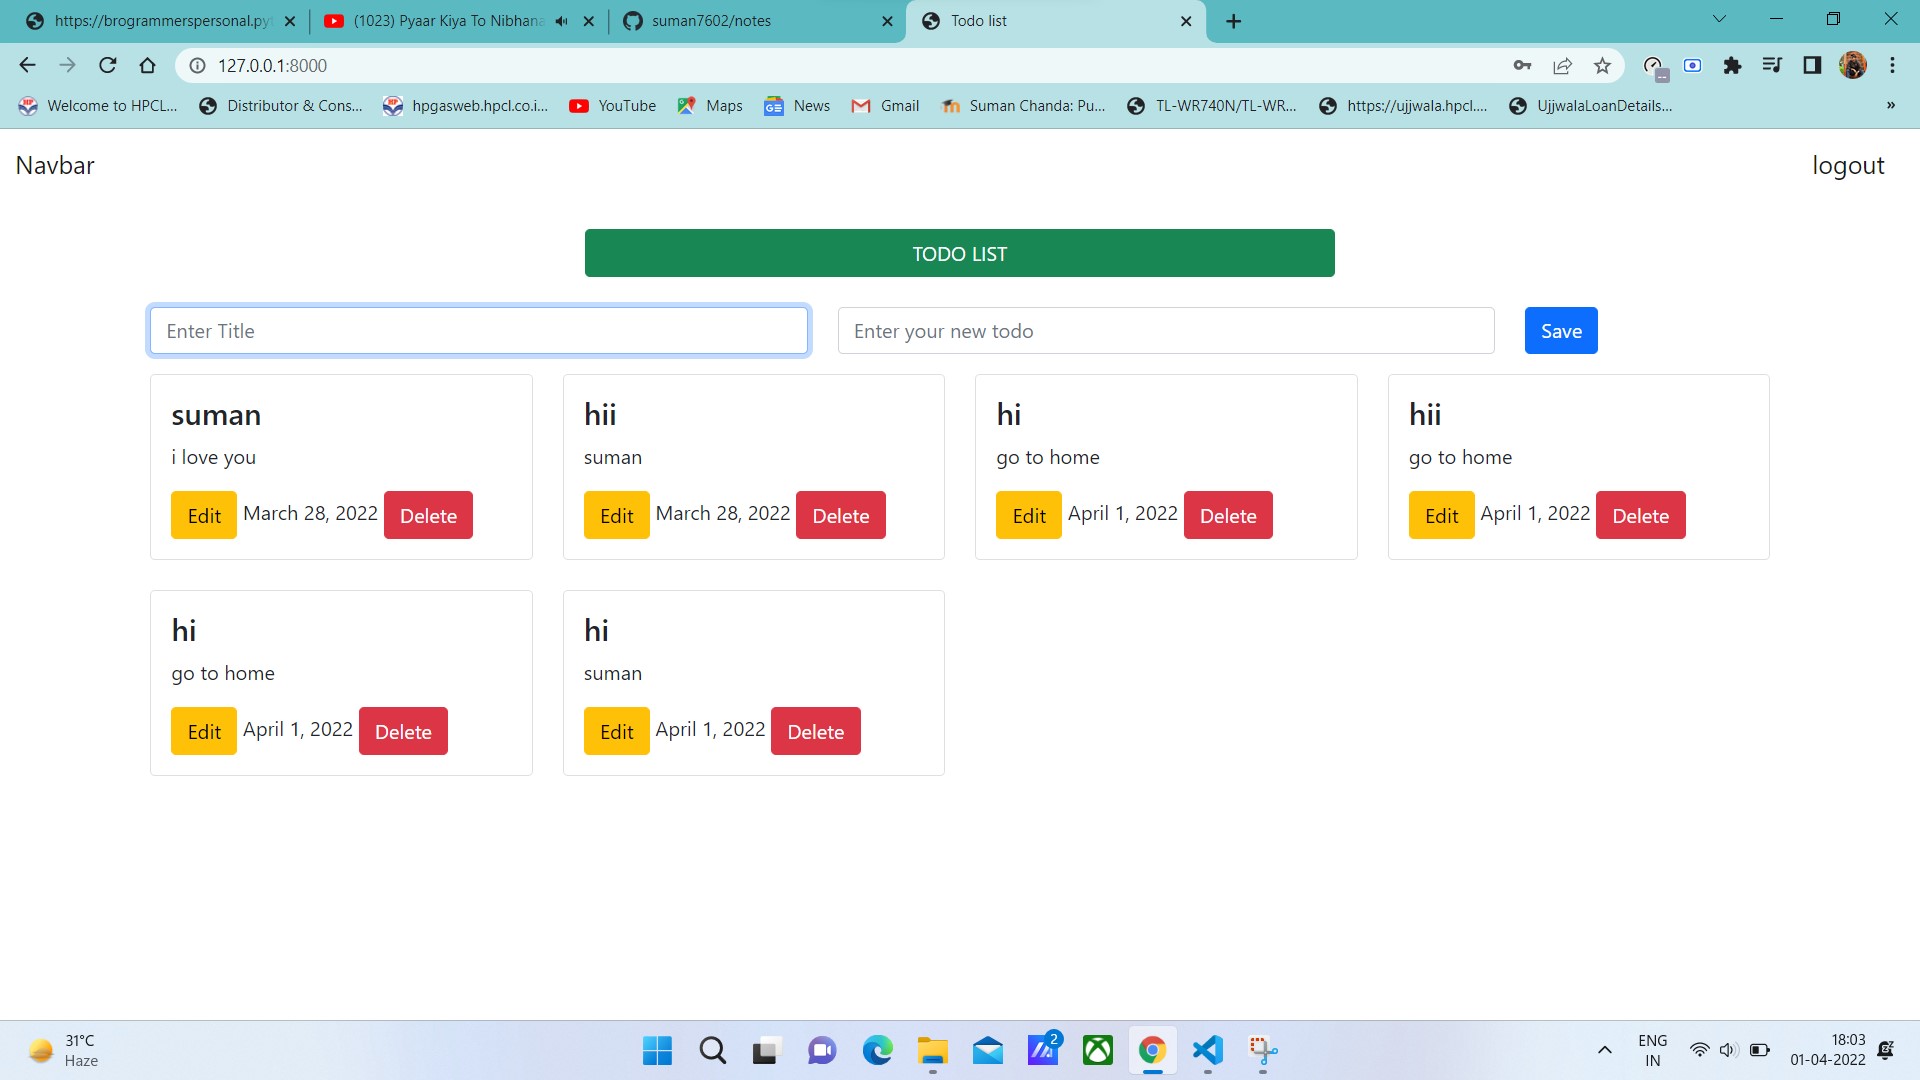 https://brogrammerspersonal.pyt
(1023) Pyaar Kiya To Nibhana
suman7602/notes
Todo list
127.0.0.1:8000
Welcome to HPCL...
Distributor & Cons...
hpgasweb.hpcl.co.i...
YouTube
Maps
News
Gmail
Suman Chanda: Pu...
TL-WR740N/TL-WR...
https://ujjwala.hpcl....
UjjwalaLoanDetails...
»
Navbar
logout
TODO LIST
Enter Title
Enter your new todo
Save
suman
i love you
Edit March 28, 2022 Delete
hii
suman
Edit March 28, 2022 Delete
hi
go to home
Edit April 1, 2022 Delete
hii
go to home
Edit April 1, 2022 Delete
hi
go to home
Edit April 1, 2022 Delete
hi
suman
Edit April 1, 2022 Delete
31°C
Haze
2
ENG
IN
18:03
01-04-2022